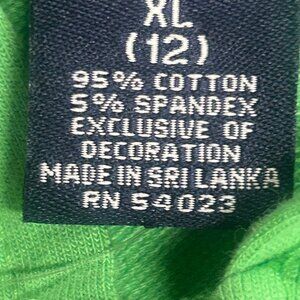 XL
(12)
95% COTTON
5% SPANDEX
EXCLUSIVE OF
DECORATION
MADE IN SRI LANKA
RN 54023